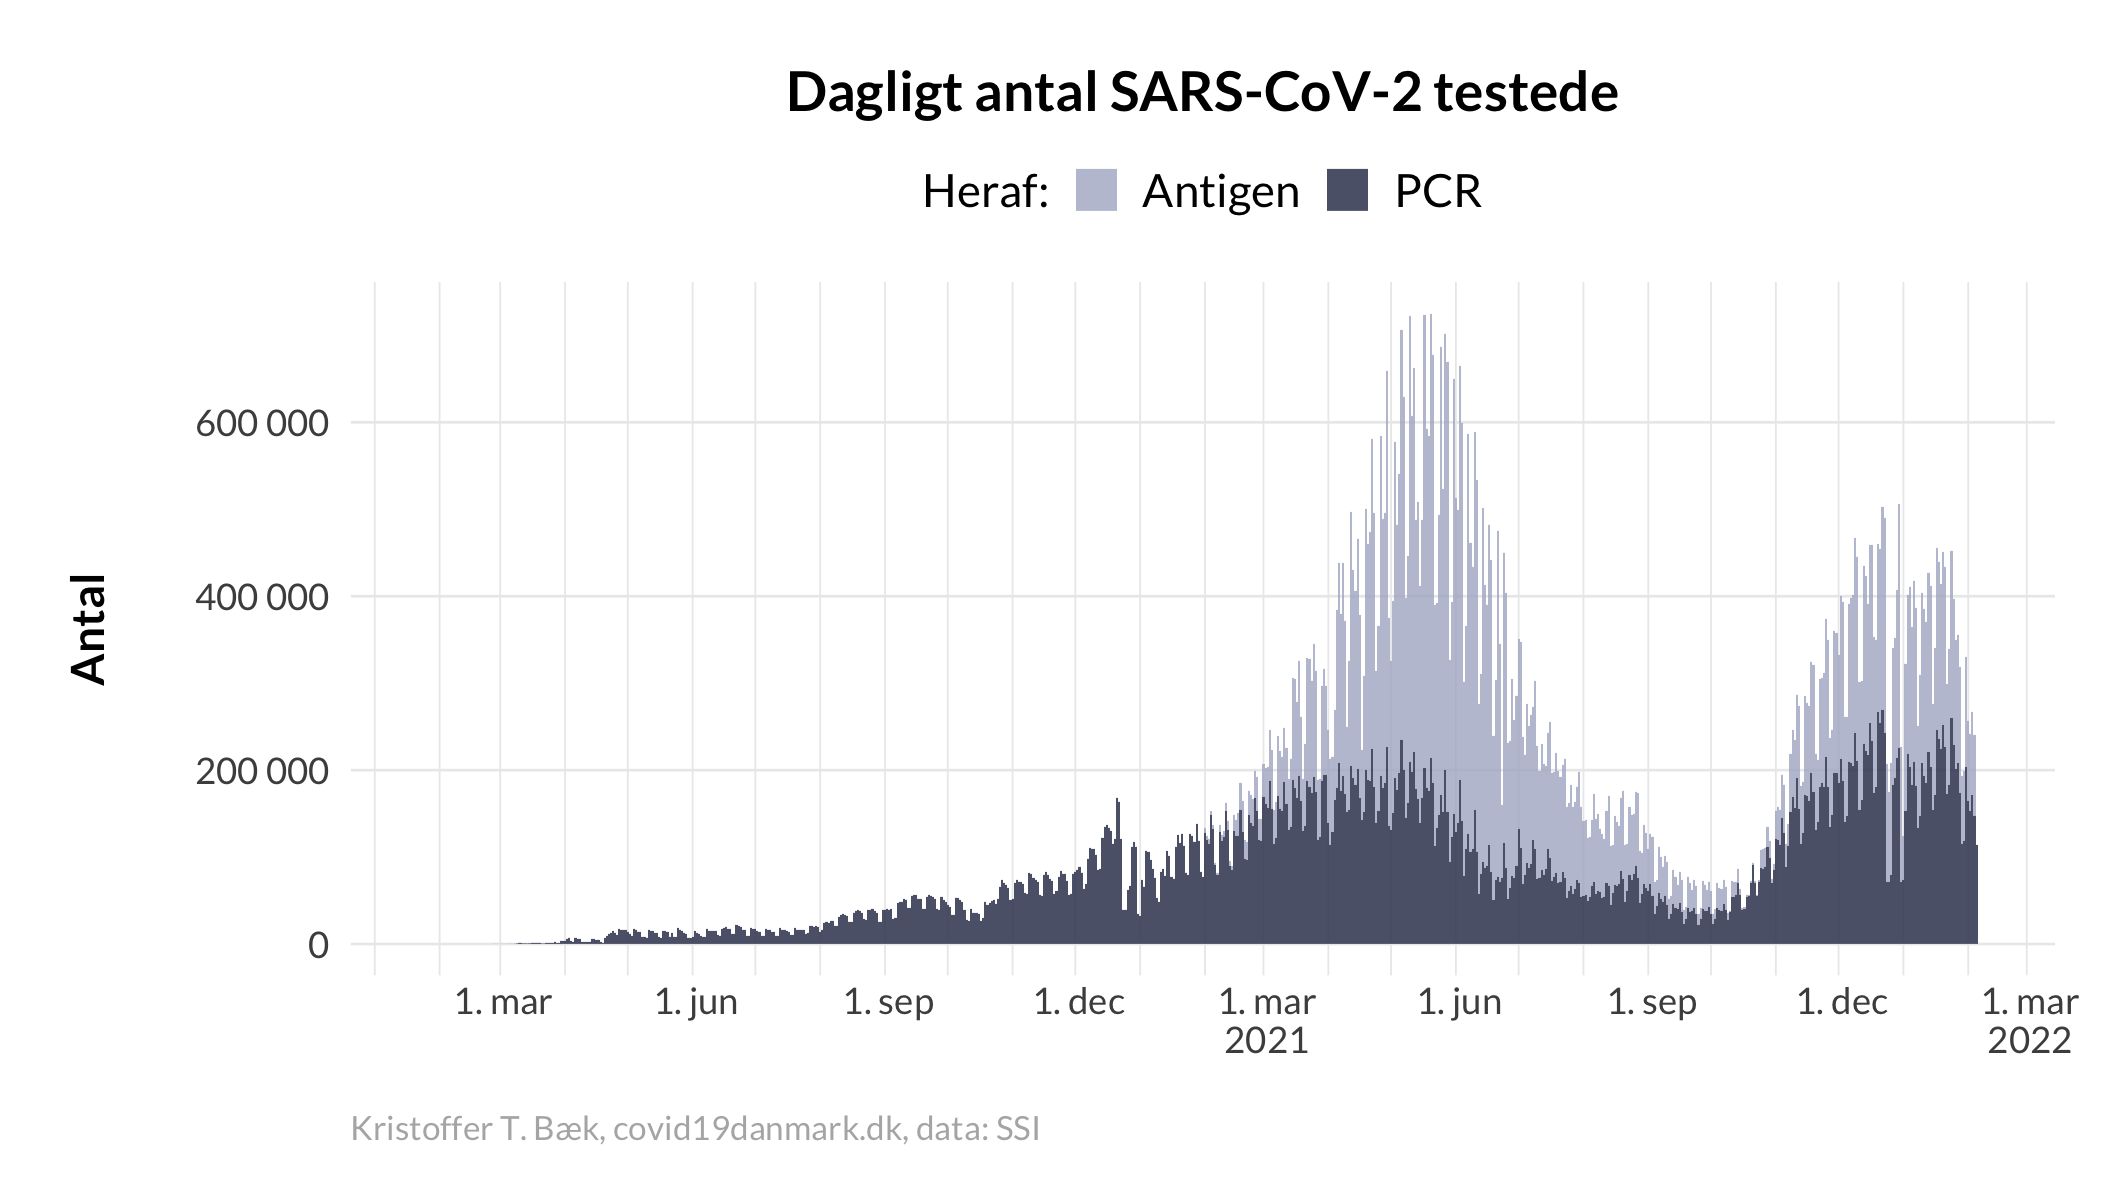 Dagligt antal SARS-CoV-2 testede
Heraf: Antigen PCR
Antal
600 000
400 000
200 000
0
1. mar 1. jun 1. sep 1. dec 1. mar 1. jun 1. sep 1. dec 1. mar
2021 2022
Kristoffer T. Bæk, covid19danmark.dk, data: SSI